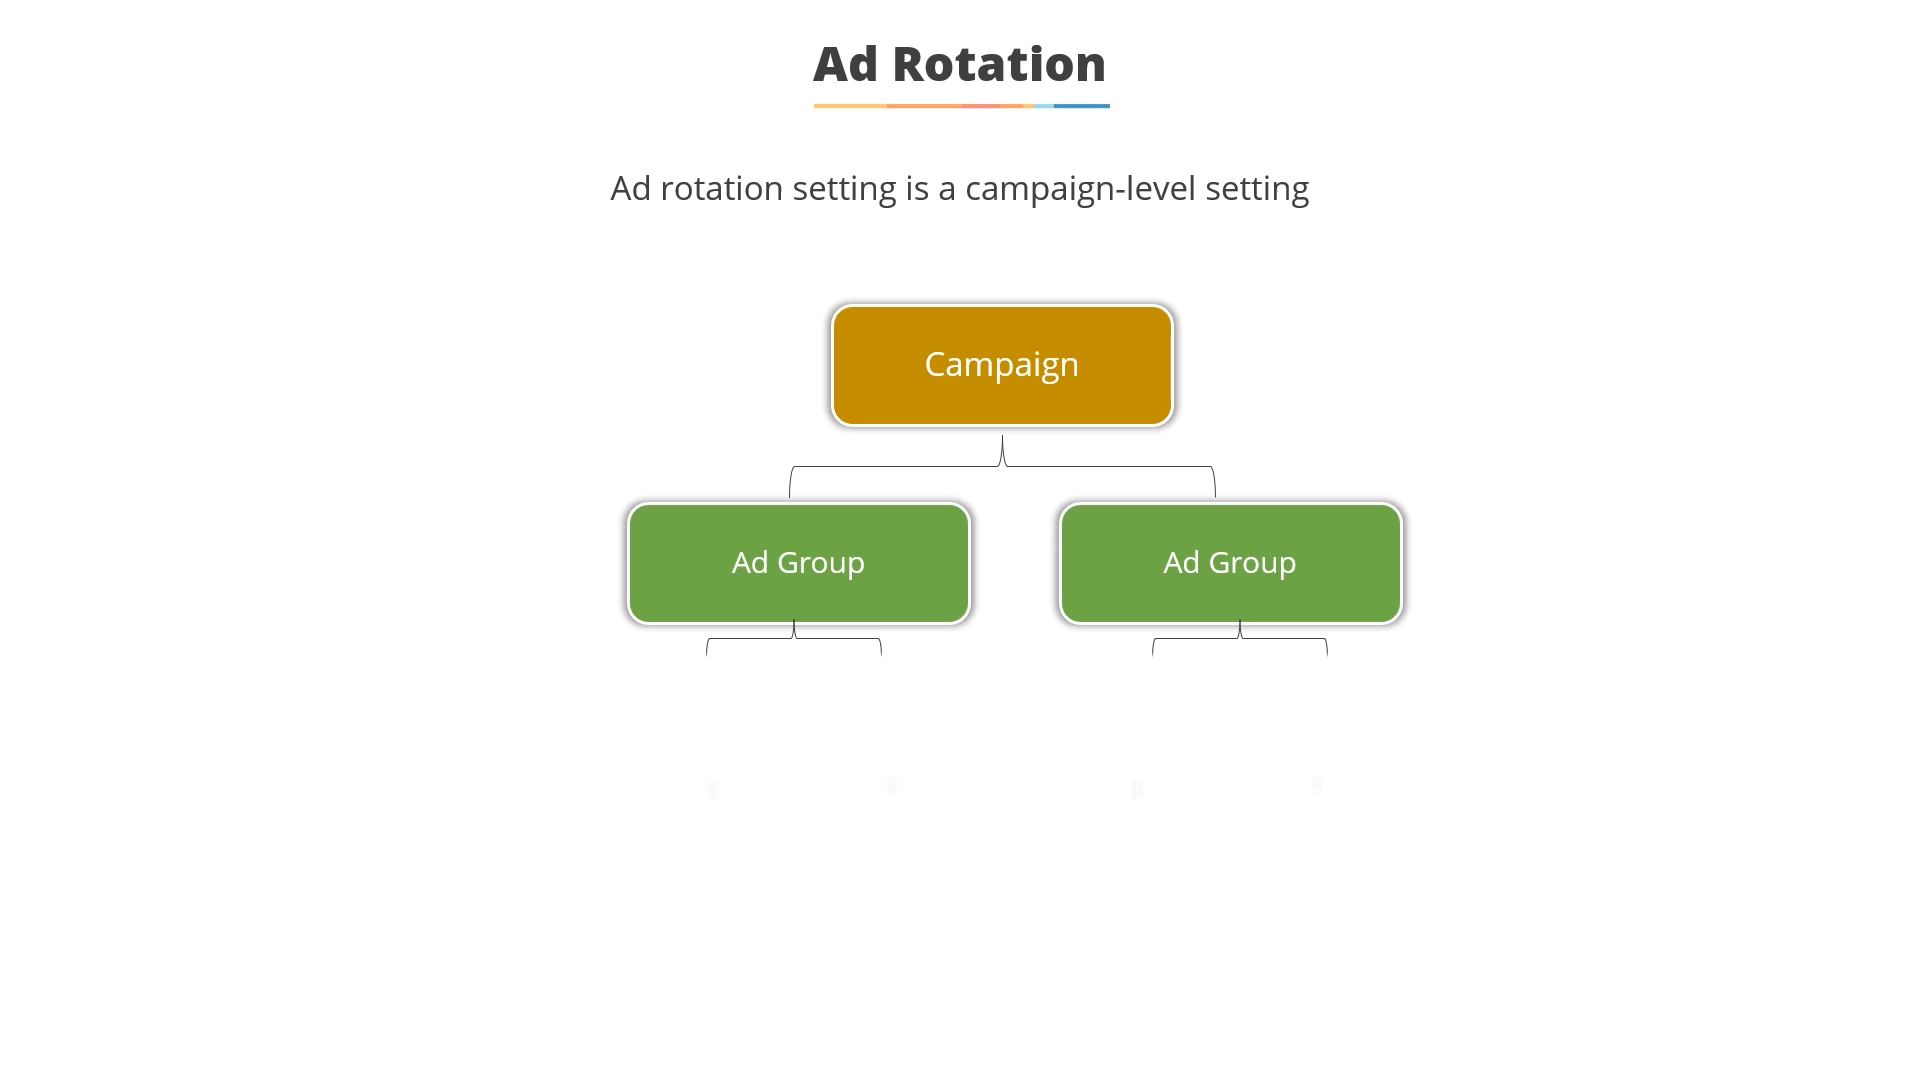 Ad Rotation
Ad rotation setting is a campaign-level setting
Campaign
Ad Group
Ad Group